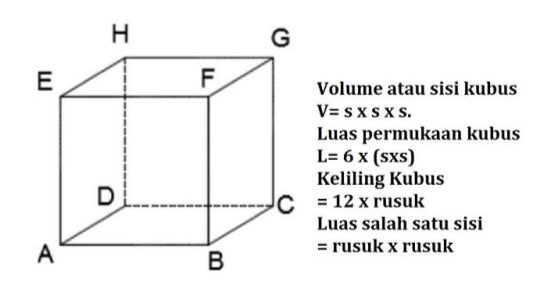 H
G
E
F
D
C
A
B
Volume atau sisi kubus
V= s x s x s.
Luas permukaan kubus
L= 6 x (sxs)
Keliling Kubus
= 12 x rusuk
Luas salah satu sisi
= rusuk x rusuk